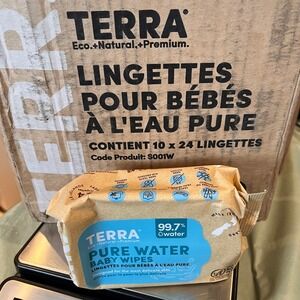 TERRA
Eco.+Natural.+Premium.
LINGETTES
POUR BÉBÉS
À L'EAU PURE
CONTIENT 10 x 24 LINGETTES
Code Produit: S001W
TERRA
99.7%
water
PURE WATER
BABY WIPES
LINGETTES POUR BÉBÉS À L'EAU PURE